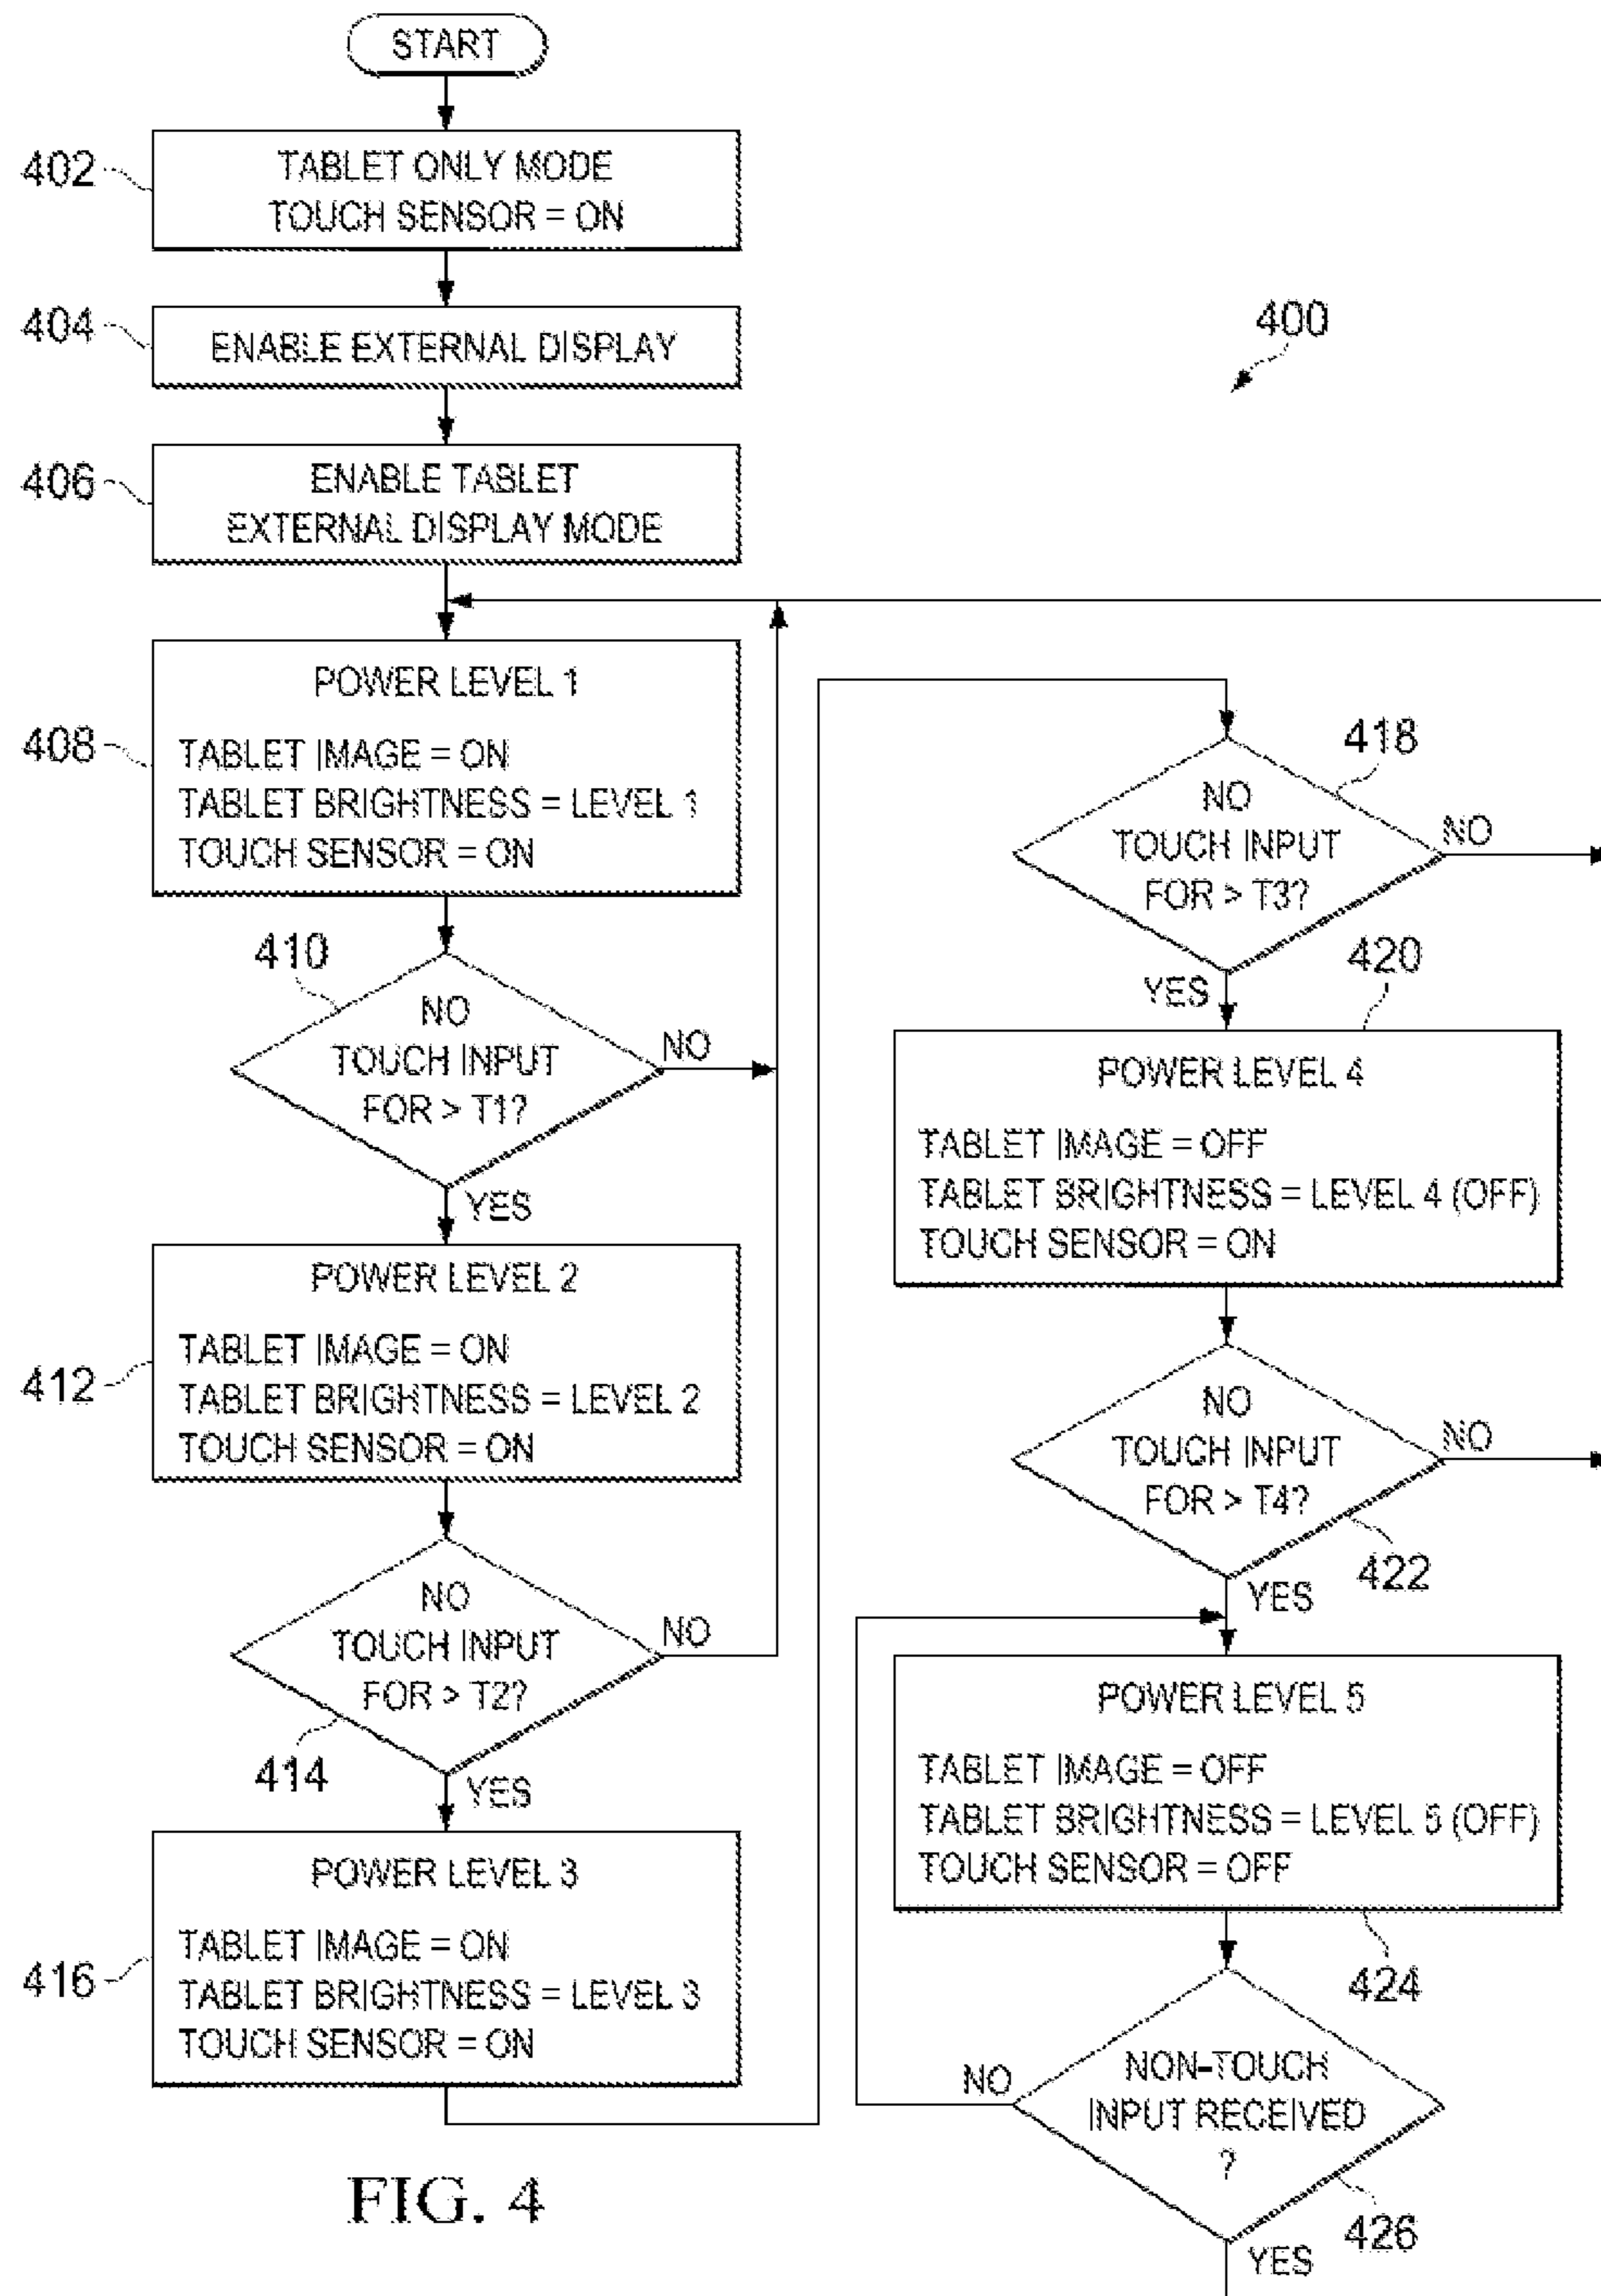 START
402
TABLET ONLY MODE
TOUCH SENSOR = ON
404
ENABLE EXTERNAL DISPLAY
400
406
ENABLE TABLET
EXTERNAL DISPLAY MODE
408
POWER LEVEL 1
TABLET IMAGE = ON
TABLET BRIGHTNESS = LEVEL 1
TOUCH SENSOR = ON
410
NO
TOUCH INPUT
FOR > T1?
NO
YES
412
POWER LEVEL 2
TABLET IMAGE = ON
TABLET BRIGHTNESS = LEVEL 2
TOUCH SENSOR = ON
NO
TOUCH INPUT
FOR > T2?
NO
414
YES
416
POWER LEVEL 3
TABLET IMAGE = ON
TABLET BRIGHTNESS = LEVEL 3
TOUCH SENSOR = ON
418
NO
TOUCH INPUT
FOR > T3?
NO
YES
420
POWER LEVEL 4
TABLET IMAGE = OFF
TABLET BRIGHTNESS = LEVEL 4 (OFF)
TOUCH SENSOR = ON
NO
TOUCH INPUT
FOR > T4?
NO
422
YES
POWER LEVEL 5
TABLET IMAGE = OFF
TABLET BRIGHTNESS = LEVEL 5 (OFF)
TOUCH SENSOR = OFF
424
NO
NON-TOUCH
INPUT RECEIVED
?
426
YES
FIG. 4